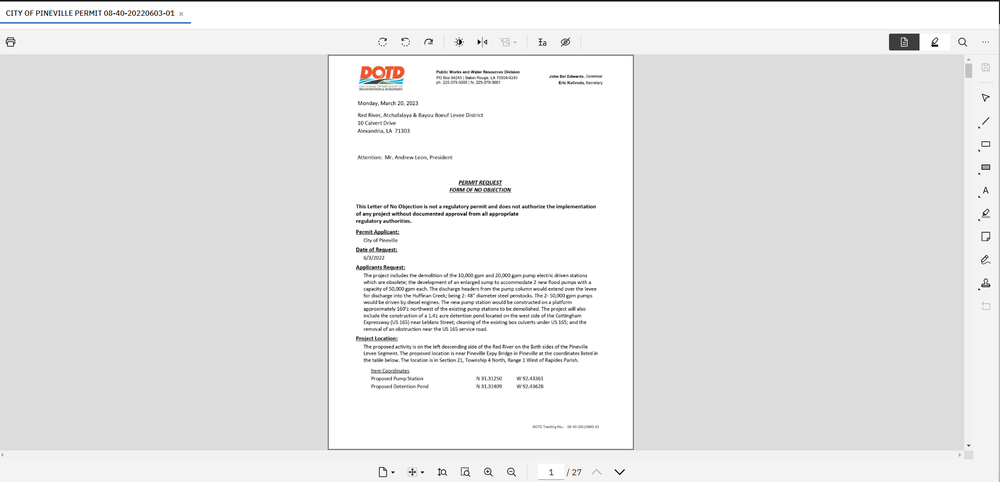 CITY OF PINEVILLE PERMIT 08-40-20220603-01
DOTD
LOUISIANA DEPARTMENT OF
TRANSPORTATION & DEVELOPMENT
Public Works and Water Resources Division
PO Box 94245 | Baton Rouge, LA 70804-9245
ph: 225-379-3006 | fx: 225-379-3001
John Bel Edwards, Governor
Eric Kalivoda, Secretary
Monday, March 20, 2023
Red River, Atchafalaya & Bayou Boeuf Levee District
10 Calvert Drive
Alexandria, LA 71303
Attention: Mr. Andrew Leon, President
PERMIT REQUEST
FORM OF NO OBJECTION
This Letter of No Objection is not a regulatory permit and does not authorize the implementation
of any project without documented approval from all appropriate
regulatory authorities.
Permit Applicant:
City of Pineville
Date of Request:
6/3/2022
Applicants Request:
The project includes the demolition of the 10,000 gpm and 20,000 gpm pump electric driven stations
which are obsolete; the development of an enlarged sump to accommodate 2 new flood pumps with a
capacity of 50,000 gpm each. The discharge headers from the pump column would extend over the levee
for discharge into the Huffinan Creek; being 2- 48" diameter steel penstocks. The 2- 50,000 gpm pumps
would be driven by diesel engines. The new pump station would be constructed on a platform
approximately 160'± northwest of the existing pump stations to be demolished. The project will also
include the construction of a 1.4± acre detention pond located on the west side of the Cottingham
Expressway (US 165) near Leblanc Street; cleaning of the existing box culverts under US 165; and the
removal of an obstruction near the US 165 service road.
Project Location:
The proposed activity is on the left descending side of the Red River on the Both sides of the Pineville
Levee Segment. The proposed location is near Pineville Expy Bridge in Pineville at the coordinates listed in
the table below. The location is in Section 21, Township 4 North, Range 1 West of Rapides Parish.
Item Coordinates
Proposed Pump Station N 31.31250 W 92.43361
Proposed Detention Pond N 31.31409 W 92.43628
DOTD Tracking No.: 08-40-20220603-01
1 / 27